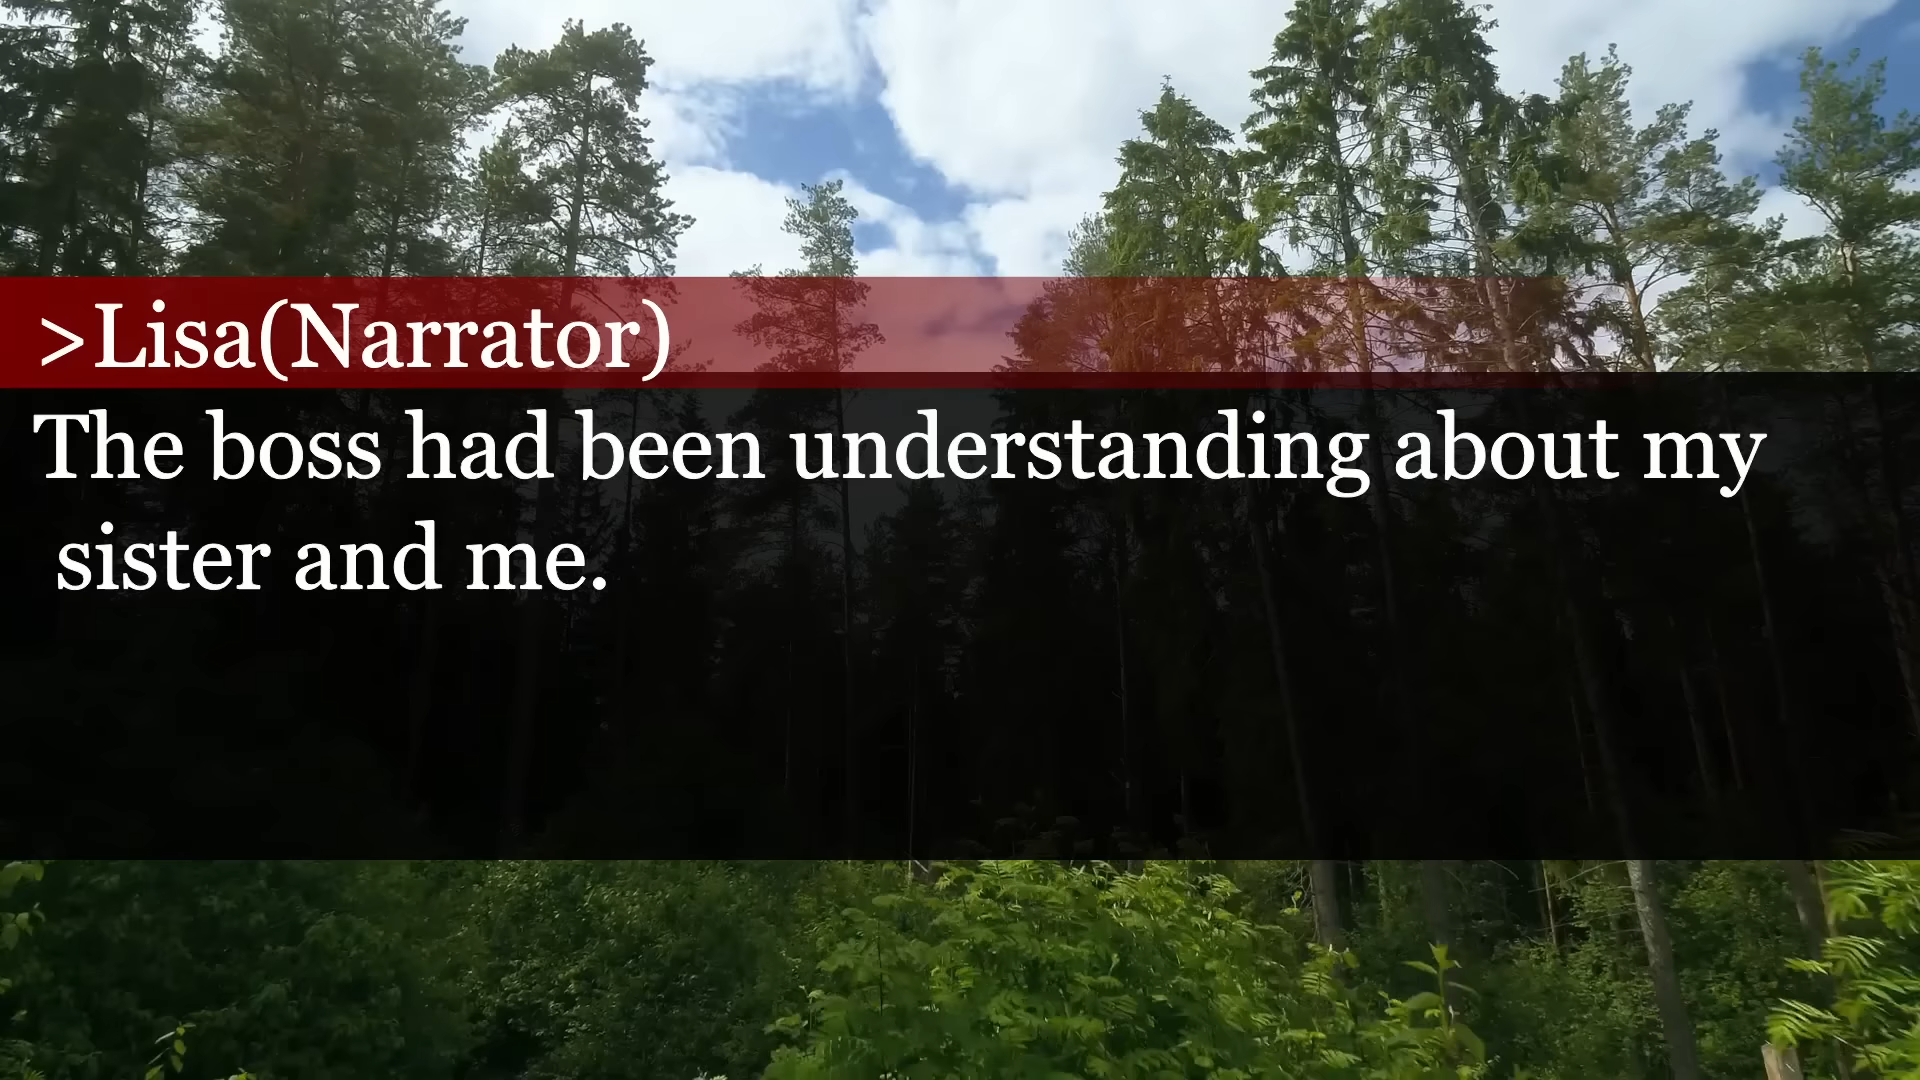 >Lisa(Narrator)
The boss had been understanding about my
sister and me.